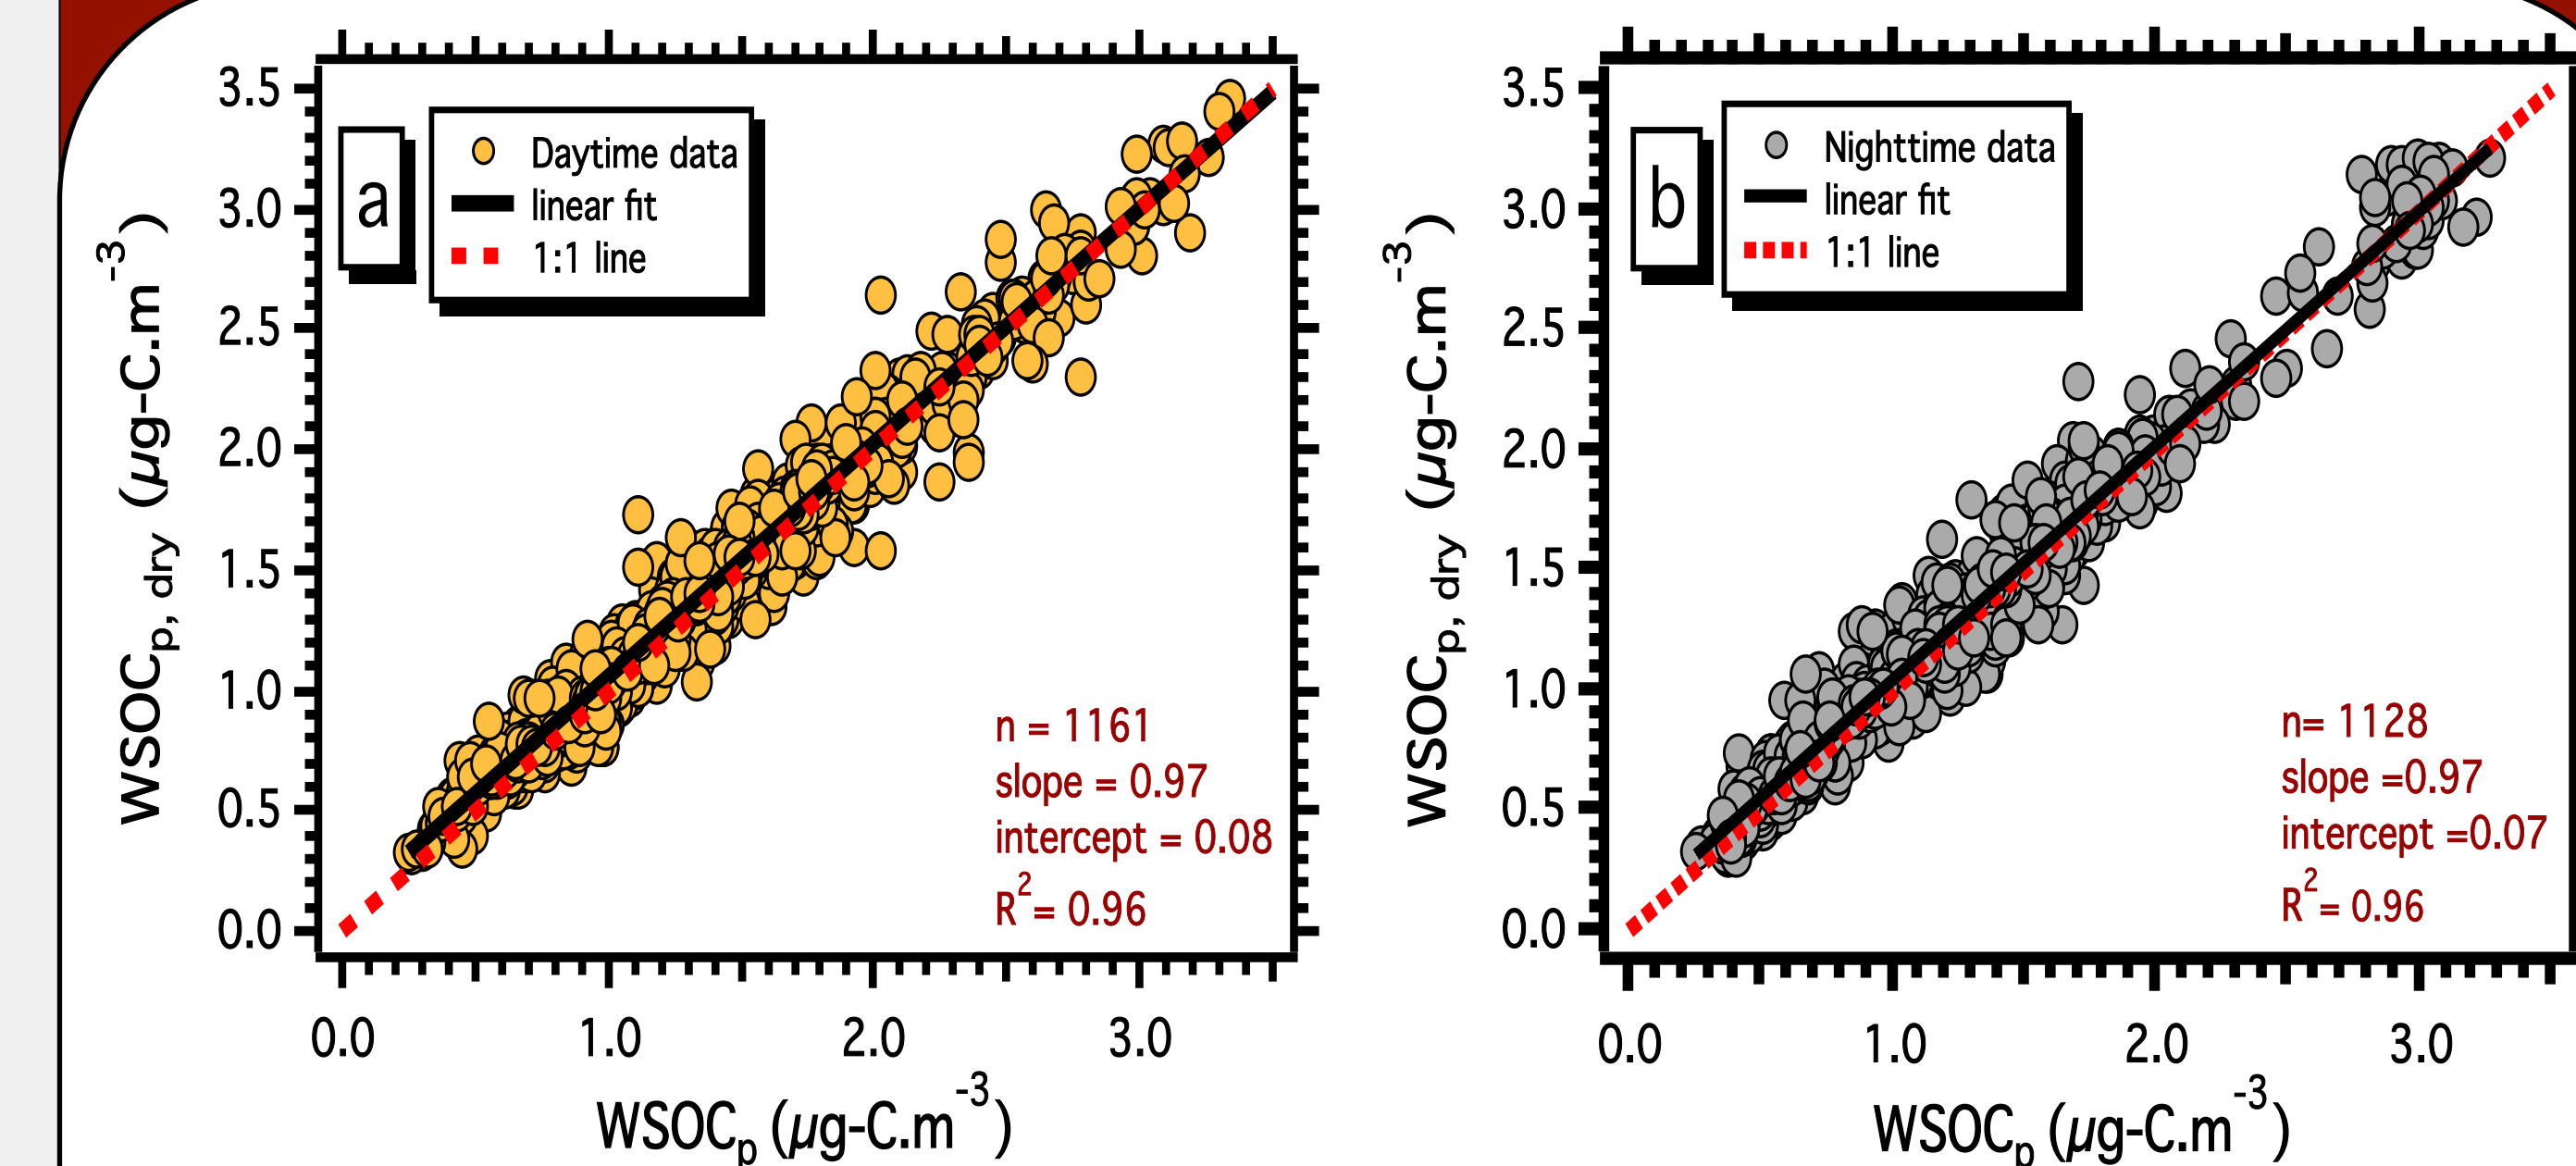 3.5
3.0
2.5
2.0
1.5
1.0
0.5
0.0
WSOCp, dry (µg-C.m-3)
a
Daytime data
linear fit
1:1 line
n = 1161
slope = 0.97
intercept = 0.08
R2= 0.96
0.0 1.0 2.0 3.0
WSOCp (µg-C.m-3)
3.5
3.0
2.5
2.0
1.5
1.0
0.5
0.0
WSOCp, dry (µg-C.m-3)
b
Nighttime data
linear fit
1:1 line
n= 1128
slope =0.97
intercept =0.07
R2= 0.96
0.0 1.0 2.0 3.0
WSOCp (µg-C.m-3)